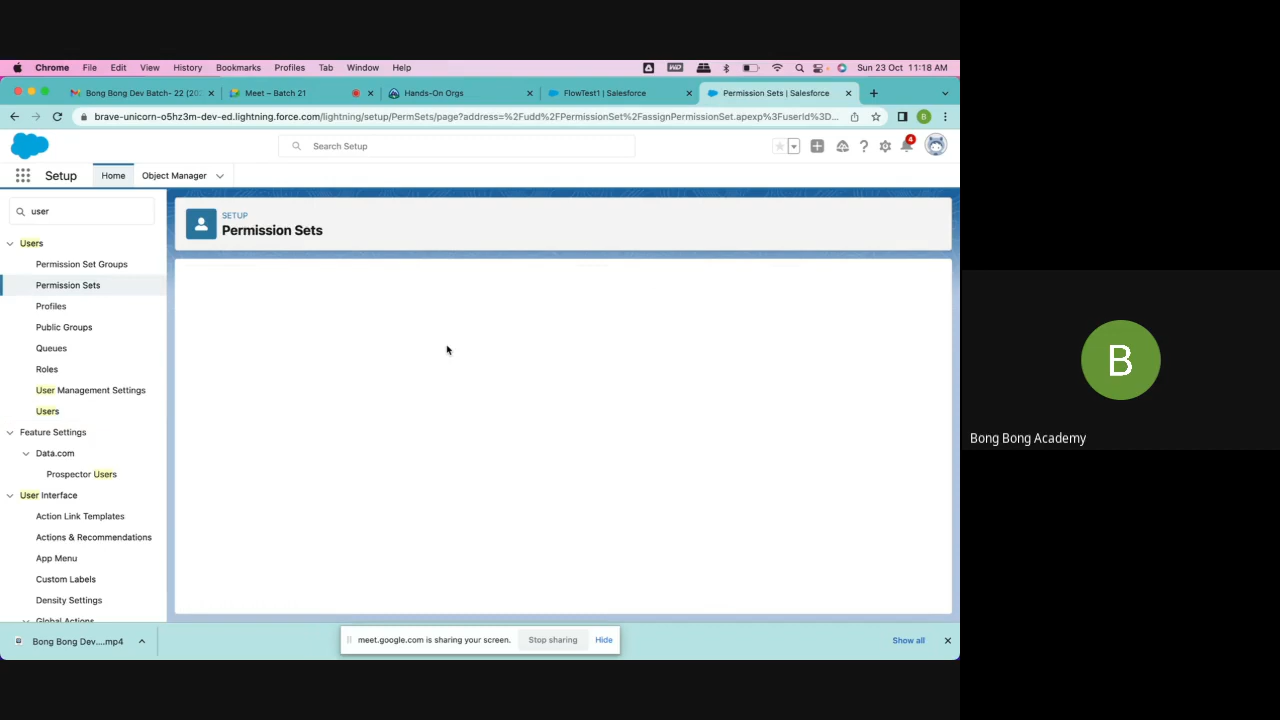 Chrome File Edit View History Bookmarks Profiles Tab Window Help
Sun 23 Oct 11:18 AM
Bong Bong Dev Batch- 22 (20
Meet – Batch 21
Hands-On Orgs
FlowTest1 | Salesforce
Permission Sets | Salesforce
brave-unicorn-o5hz3m-dev-ed.lightning.force.com/lightning/setup/PermSets/page?address=%2Fudd%2FPermissionSet%2FassignPermissionSet.apexp%3FuserId%3D...
B
Search Setup
4
Setup Home Object Manager
user
Users
Permission Set Groups
Permission Sets
Profiles
Public Groups
Queues
Roles
User Management Settings
Users
Feature Settings
Data.com
Prospector Users
User Interface
Action Link Templates
Actions & Recommendations
App Menu
Custom Labels
Density Settings
Global Actions
SETUP
Permission Sets
B
Bong Bong Academy
Bong Bong Dev....mp4
meet.google.com is sharing your screen. Stop sharing Hide
Show all